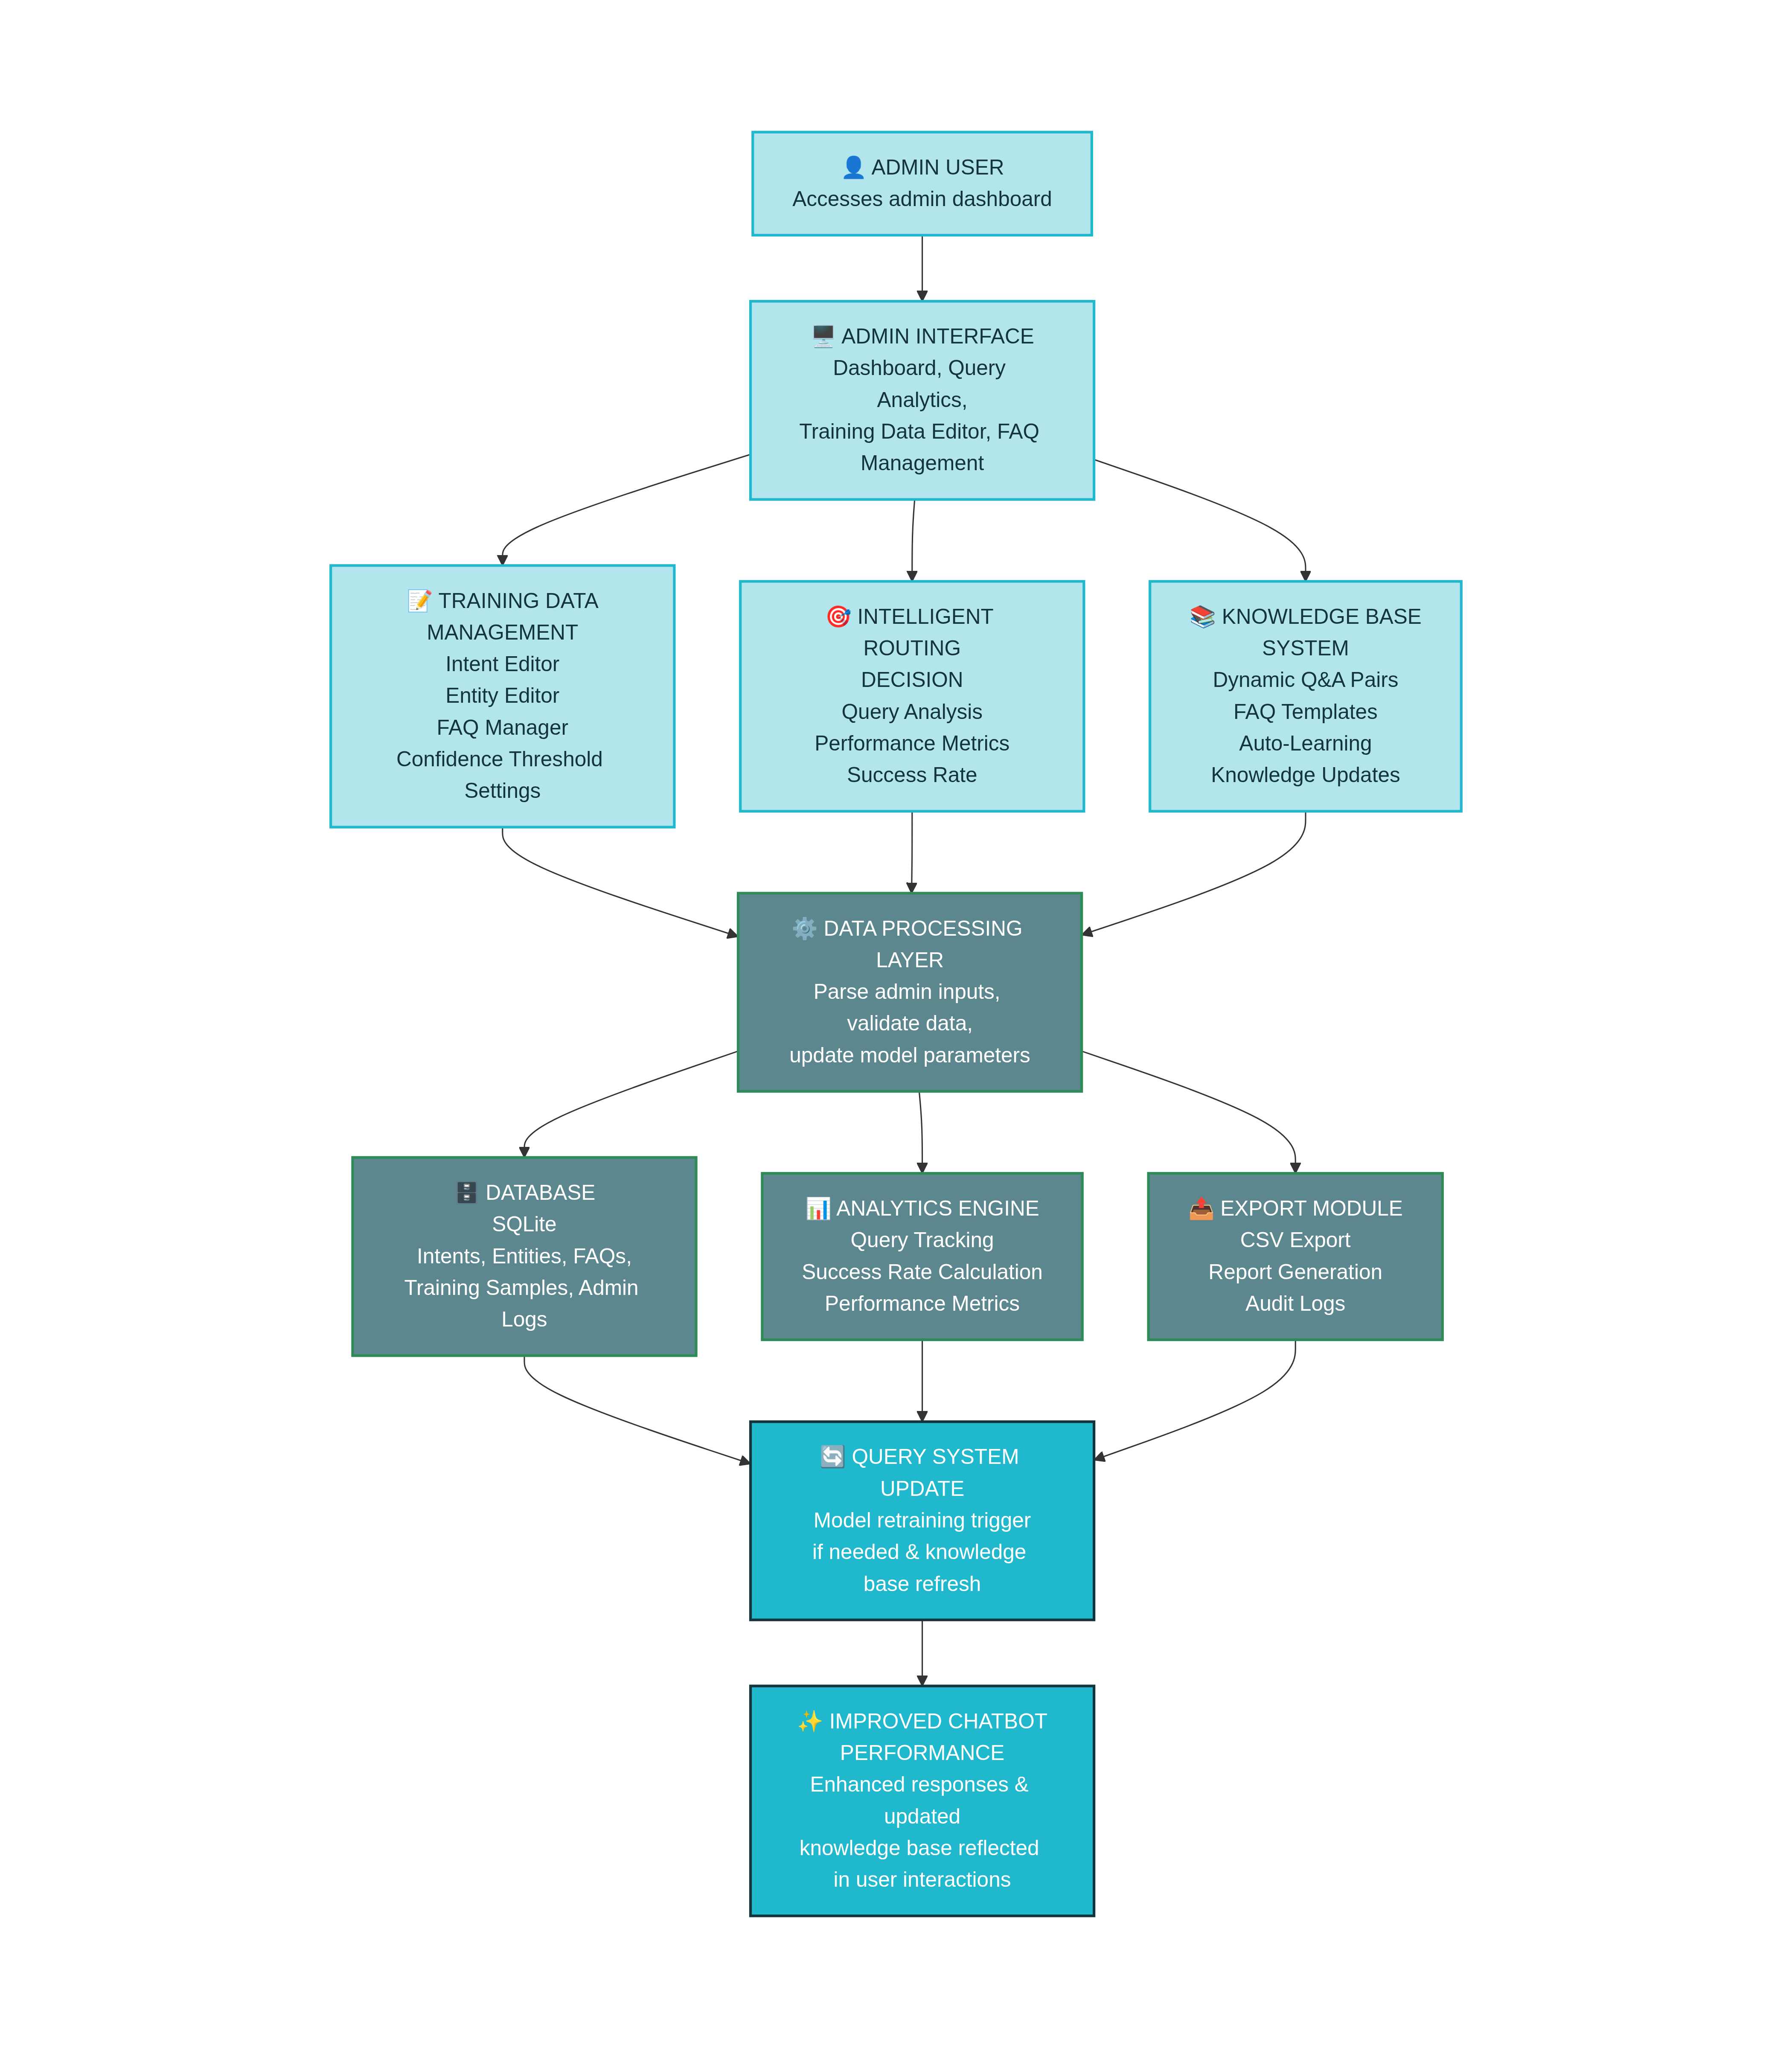 👤 ADMIN USER
Accesses admin dashboard
🖥️ ADMIN INTERFACE
Dashboard, Query
Analytics,
Training Data Editor, FAQ
Management
📝 TRAINING DATA
MANAGEMENT
Intent Editor
Entity Editor
FAQ Manager
Confidence Threshold
Settings
🎯 INTELLIGENT
ROUTING
DECISION
Query Analysis
Performance Metrics
Success Rate
📚 KNOWLEDGE BASE
SYSTEM
Dynamic Q&A Pairs
FAQ Templates
Auto-Learning
Knowledge Updates
⚙️ DATA PROCESSING
LAYER
Parse admin inputs,
validate data,
update model parameters
🗄️ DATABASE
SQLite
Intents, Entities, FAQs,
Training Samples, Admin
Logs
📊 ANALYTICS ENGINE
Query Tracking
Success Rate Calculation
Performance Metrics
📤 EXPORT MODULE
CSV Export
Report Generation
Audit Logs
🔄 QUERY SYSTEM
UPDATE
Model retraining trigger
if needed & knowledge
base refresh
✨ IMPROVED CHATBOT
PERFORMANCE
Enhanced responses &
updated
knowledge base reflected
in user interactions